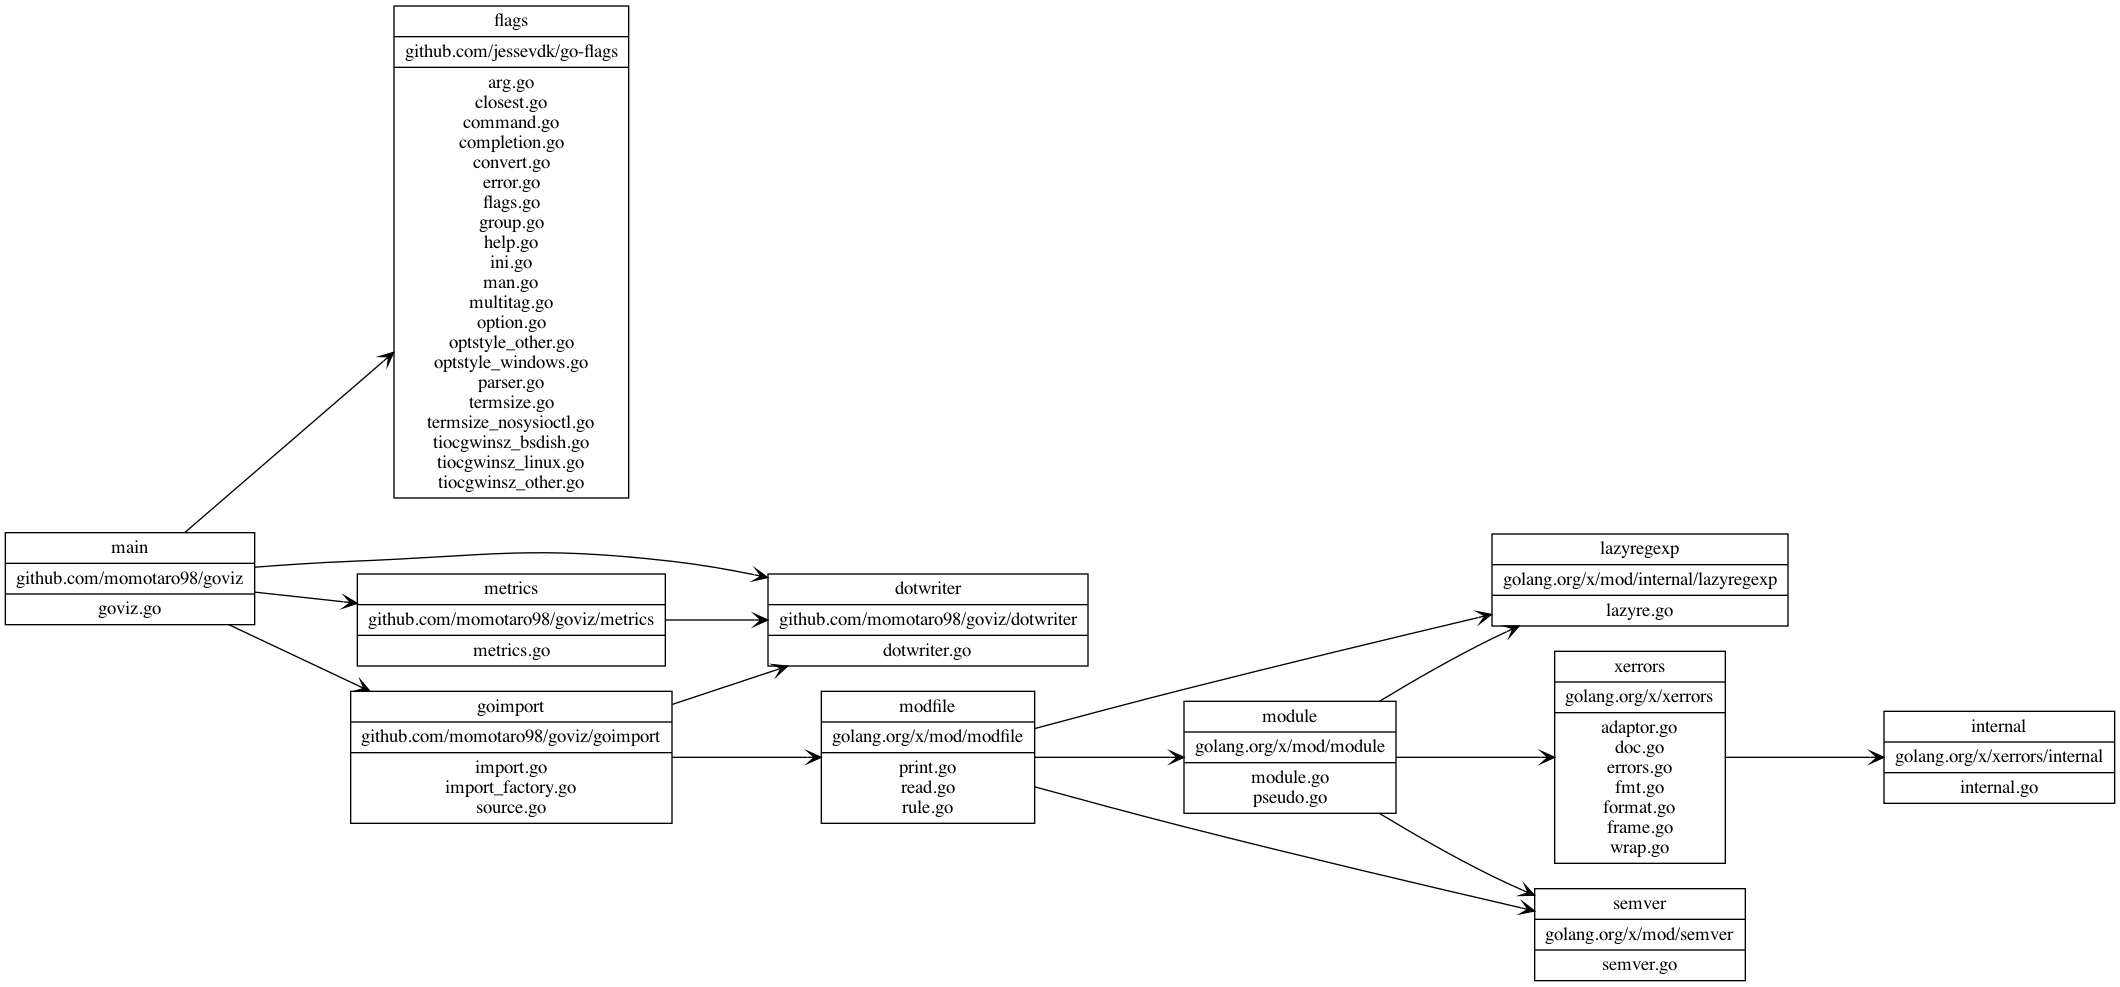 flags
github.com/jessevdk/go-flags
arg.go
closest.go
command.go
completion.go
convert.go
error.go
flags.go
group.go
help.go
ini.go
man.go
multitag.go
option.go
optstyle_other.go
optstyle_windows.go
parser.go
termsize.go
termsize_nosysioctl.go
tiocgwinsz_bsdish.go
tiocgwinsz_linux.go
tiocgwinsz_other.go
main
github.com/momotaro98/goviz
goviz.go
metrics
github.com/momotaro98/goviz/metrics
metrics.go
goimport
github.com/momotaro98/goviz/goimport
import.go
import_factory.go
source.go
dotwriter
github.com/momotaro98/goviz/dotwriter
dotwriter.go
modfile
golang.org/x/mod/modfile
print.go
read.go
rule.go
module
golang.org/x/mod/module
module.go
pseudo.go
lazyregexp
golang.org/x/mod/internal/lazyregexp
lazyre.go
xerrors
golang.org/x/xerrors
adaptor.go
doc.go
errors.go
fmt.go
format.go
frame.go
wrap.go
semver
golang.org/x/mod/semver
semver.go
internal
golang.org/x/xerrors/internal
internal.go